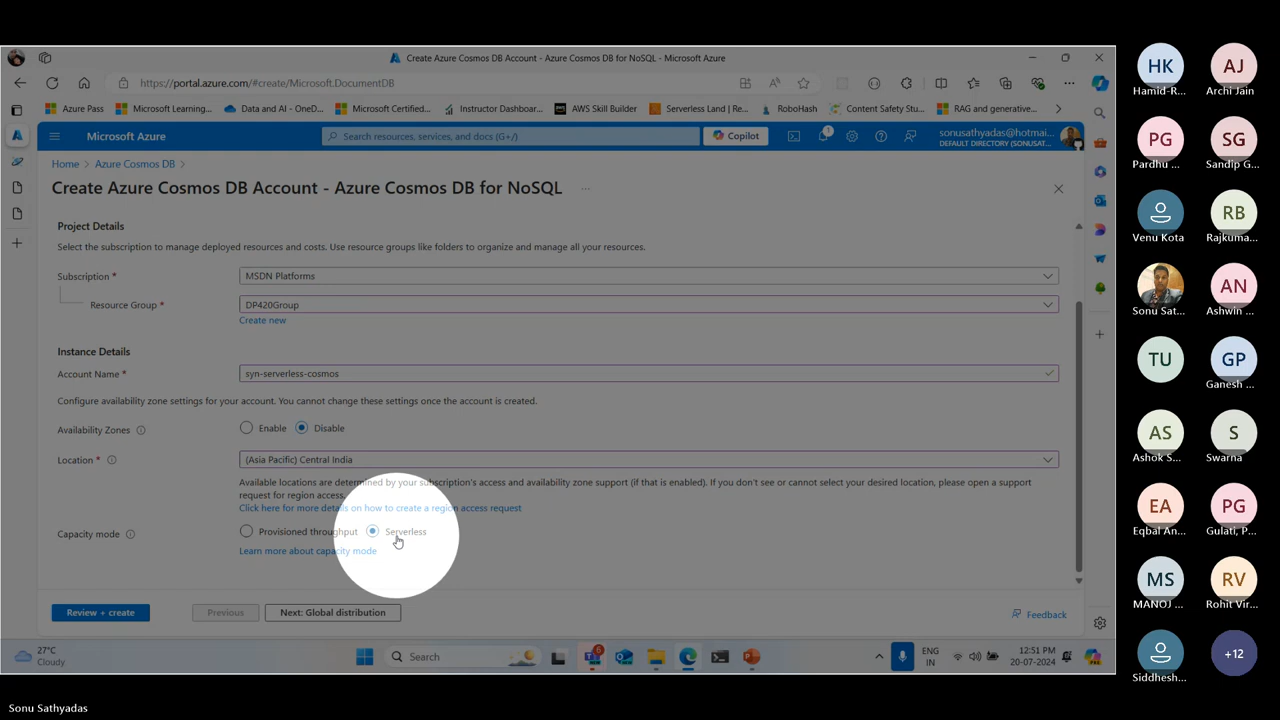 Create Azure Cosmos DB Account - Azure Cosmos DB for NoSQL - Microsoft Azure
https://portal.azure.com/#create/Microsoft.DocumentDB
Azure Pass
Microsoft Learning...
Data and AI - OneD...
Microsoft Certified...
Instructor Dashboar...
AWS Skill Builder
Serverless Land | Re...
RoboHash
Content Safety Stu...
RAG and generative...
Microsoft Azure
Search resources, services, and docs (G+/)
Copilot
1
sonusathyadas@hotmai...
DEFAULT DIRECTORY (SONUSAT...
Home > Azure Cosmos DB >
Create Azure Cosmos DB Account - Azure Cosmos DB for NoSQL ...
Project Details
Select the subscription to manage deployed resources and costs. Use resource groups like folders to organize and manage all your resources.
Subscription *
MSDN Platforms
Resource Group *
DP420Group
Create new
Instance Details
Account Name *
syn-serverless-cosmos
Configure availability zone settings for your account. You cannot change these settings once the account is created.
Availability Zones
Enable
Disable
Location *
(Asia Pacific) Central India
Available locations are determined by your subscription's access and availability zone support (if that is enabled). If you don't see or cannot select your desired location, please open a support
request for region access.
Click here for more details on how to create a region access request
Capacity mode
Provisioned throughput
Serverless
Learn more about capacity mode
Review + create
Previous
Next: Global distribution
Feedback
27°C
Cloudy
Search
6
ENG
IN
12:51 PM
20-07-2024
HK
Hamid-R...
AJ
Archi Jain
PG
Pardhu ...
SG
Sandip G...
Venu Kota
RB
Rajkuma...
Sonu Sat...
AN
Ashwin ...
TU
GP
Ganesh ...
AS
Ashok S...
S
Swarna
EA
Eqbal An...
PG
Gulati, P...
MS
MANOJ ...
RV
Rohit Vir...
Siddhesh...
+12
Sonu Sathyadas